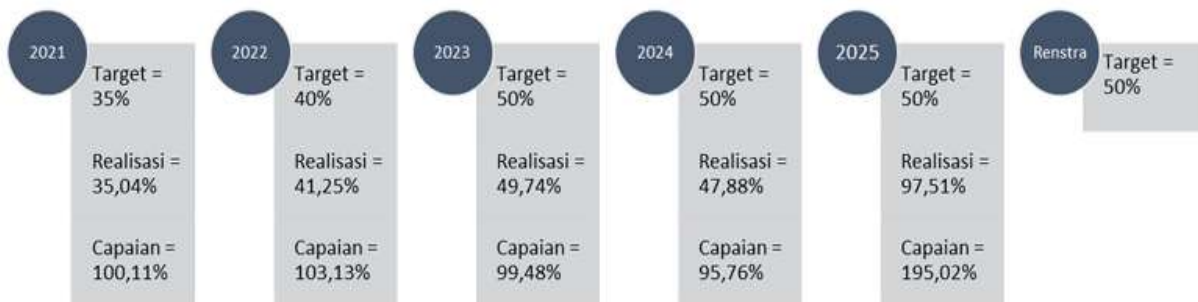 2021
Target =
35%
Realisasi =
35,04%
Capaian =
100,11%
2022
Target =
40%
Realisasi =
41,25%
Capaian =
103,13%
2023
Target =
50%
Realisasi =
49,74%
Capaian =
99,48%
2024
Target =
50%
Realisasi =
47,88%
Capaian =
95,76%
2025
Target =
50%
Realisasi =
97,51%
Capaian =
195,02%
Renstra
Target =
50%